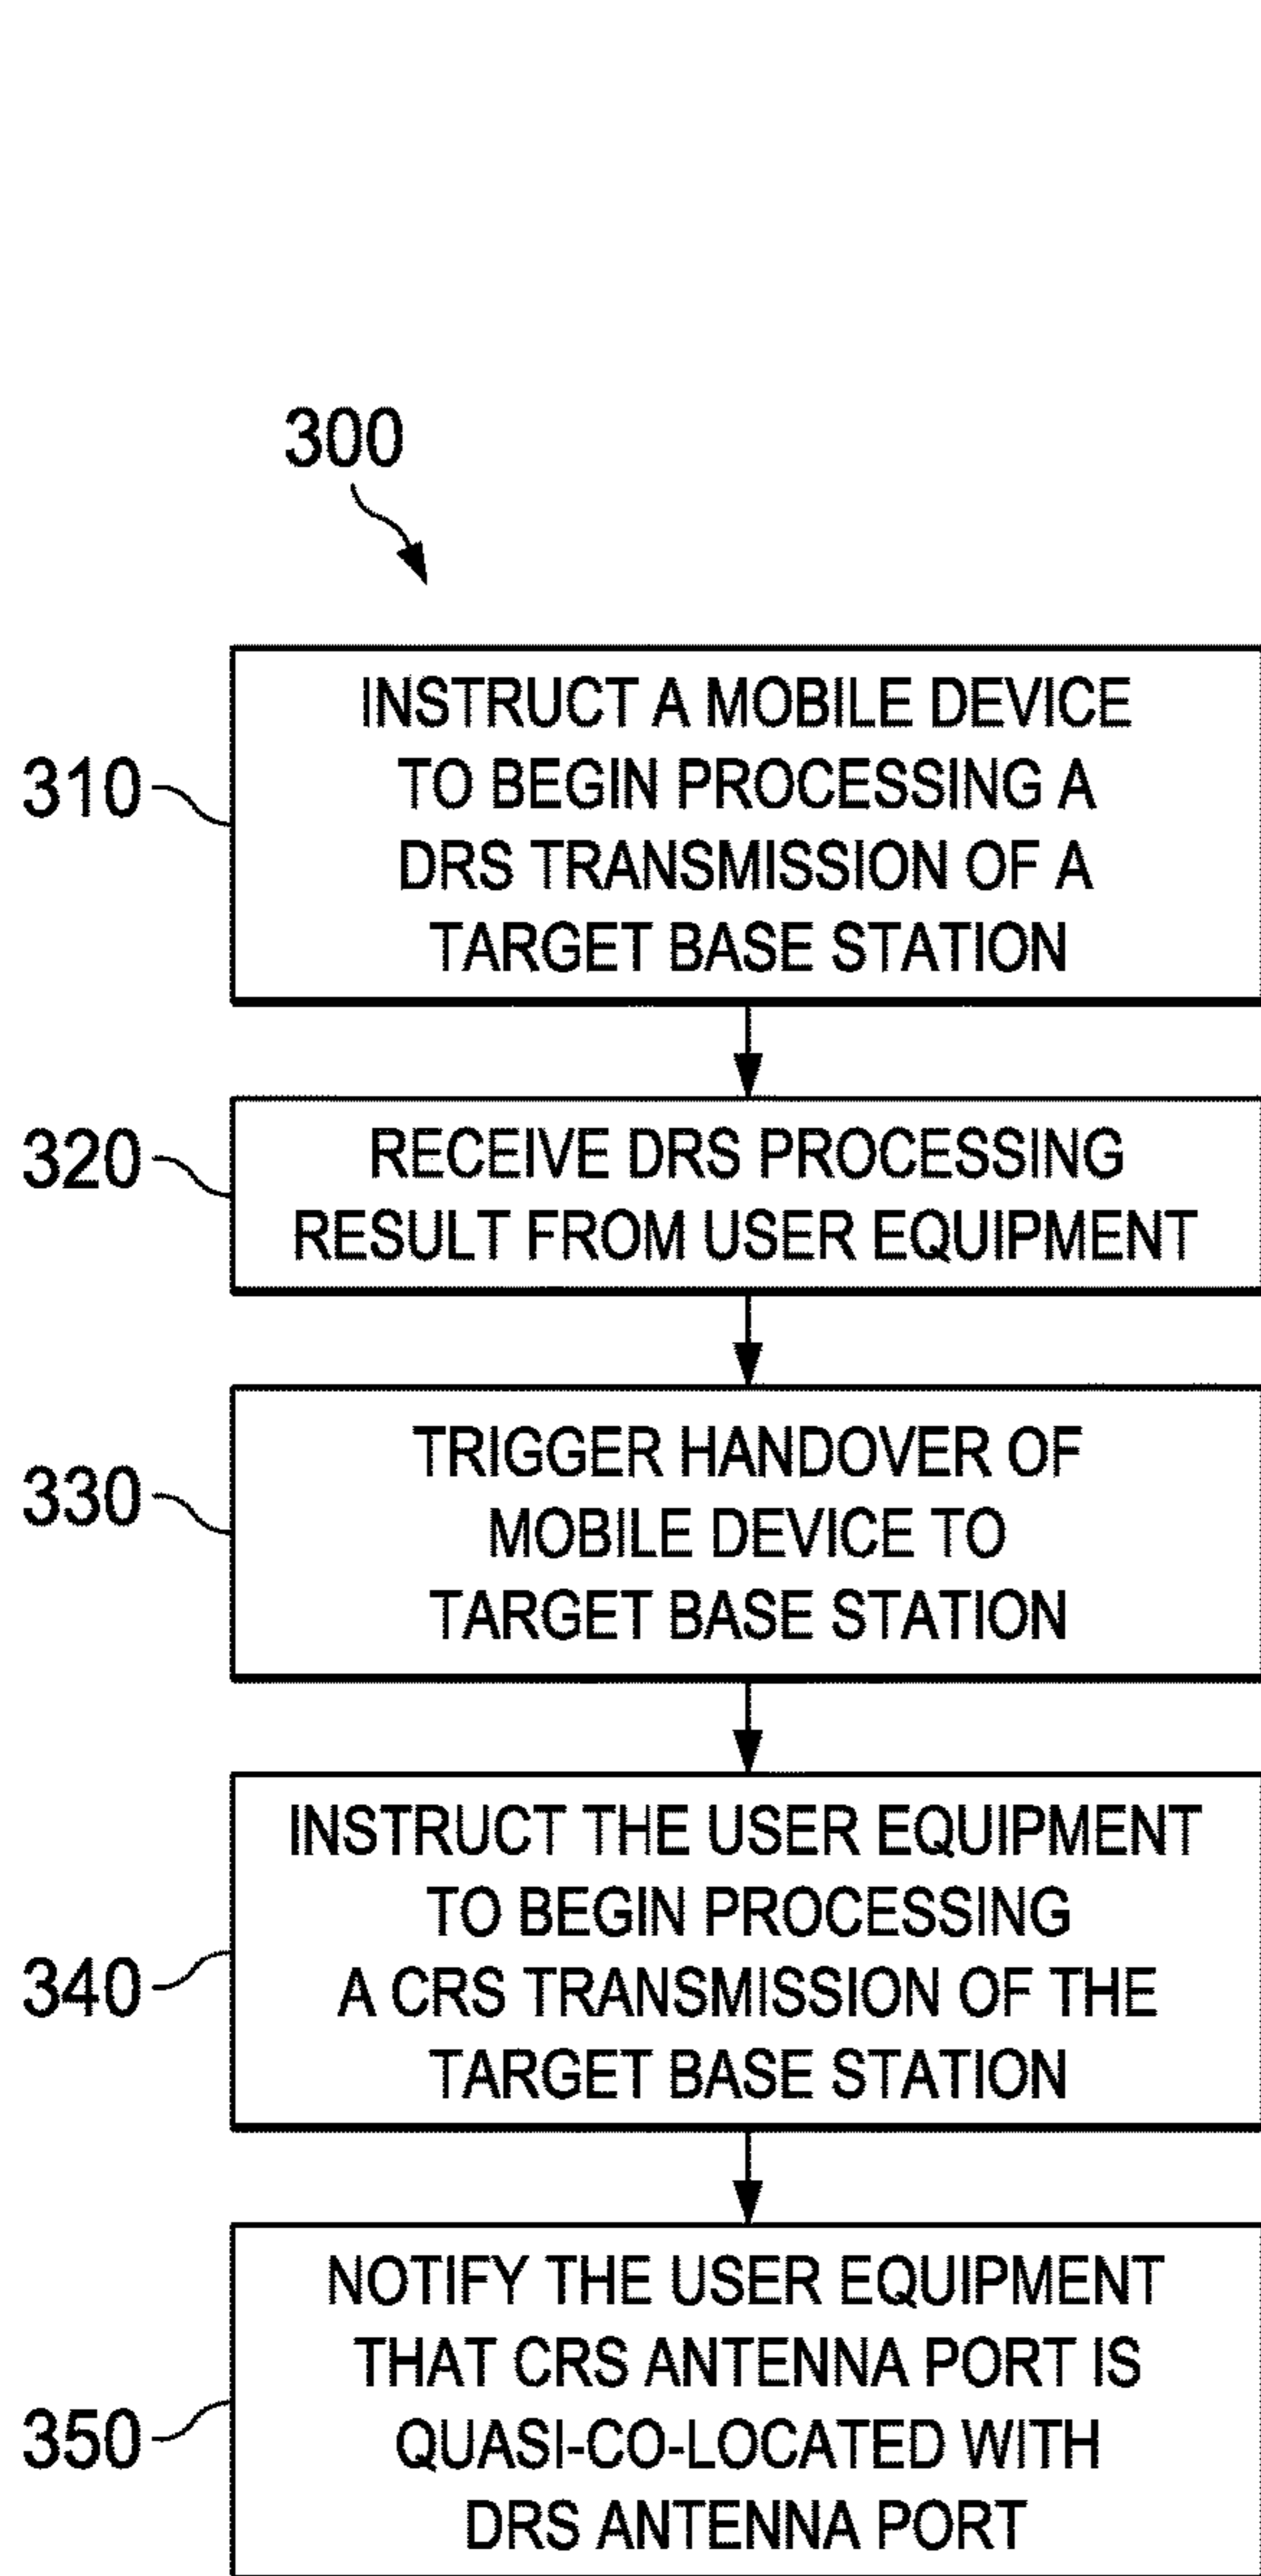 300
310
INSTRUCT A MOBILE DEVICE
TO BEGIN PROCESSING A
DRS TRANSMISSION OF A
TARGET BASE STATION
320
RECEIVE DRS PROCESSING
RESULT FROM USER EQUIPMENT
330
TRIGGER HANDOVER OF
MOBILE DEVICE TO
TARGET BASE STATION
340
INSTRUCT THE USER EQUIPMENT
TO BEGIN PROCESSING
A CRS TRANSMISSION OF THE
TARGET BASE STATION
350
NOTIFY THE USER EQUIPMENT
THAT CRS ANTENNA PORT IS
QUASI-CO-LOCATED WITH
DRS ANTENNA PORT